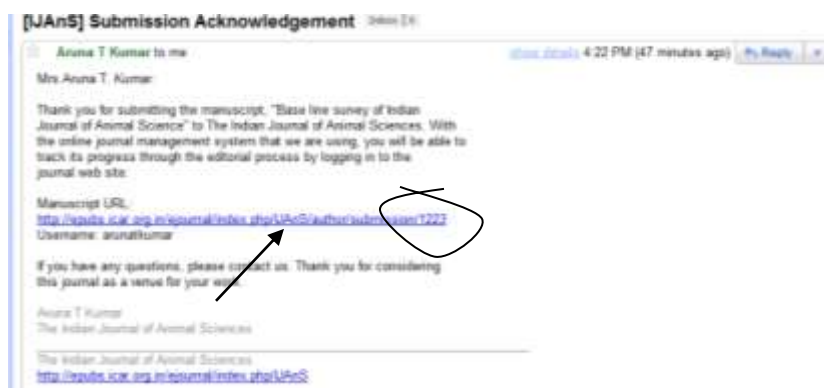 [IJAnS] Submission Acknowledgement Inbox
Aruna T Kumar to me show details 4:22 PM (47 minutes ago) Reply
Mrs Aruna T. Kumar:
Thank you for submitting the manuscript, "Base line survey of Indian
Journal of Animal Science" to The Indian Journal of Animal Sciences. With
the online journal management system that we are using, you will be able to
track its progress through the editorial process by logging in to the
journal web site:
Manuscript URL:
http://epubs.icar.org.in/ejournal/index.php/IJAnS/author/submission/1223
Username: arunatkumar
If you have any questions, please contact us. Thank you for considering
this journal as a venue for your work.
Aruna T Kumar
The Indian Journal of Animal Sciences
The Indian Journal of Animal Sciences
http://epubs.icar.org.in/ejournal/index.php/IJAnS